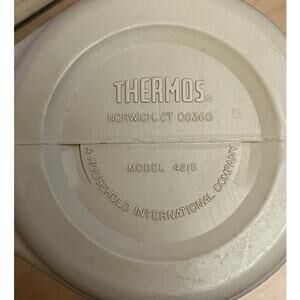 THERMOS®
NORWICH, CT 06360
MODEL 4215
A HOUSEHOLD INTERNATIONAL COMPANY